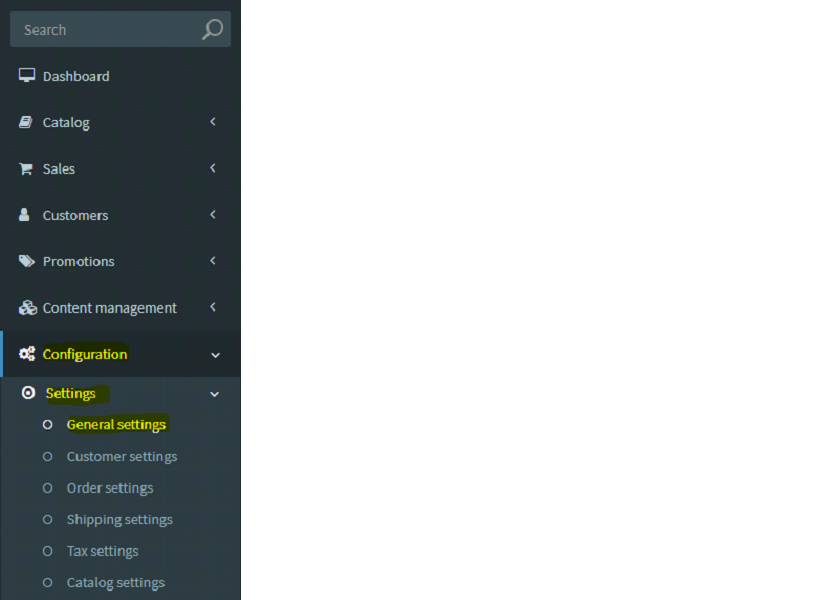 Search
Dashboard
Catalog
Sales
Customers
Promotions
Content management
Configuration
Settings
General settings
Customer settings
Order settings
Shipping settings
Tax settings
Catalog settings